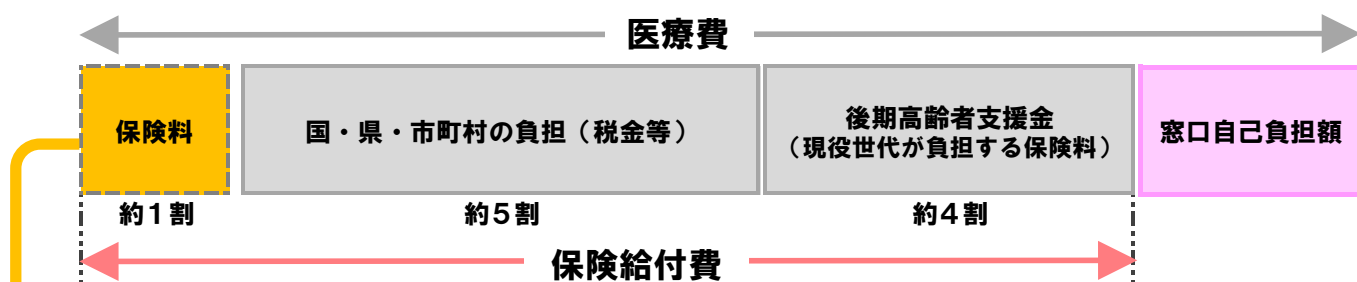 医療費
保険料
国・県・市町村の負担（税金等）
後期高齢者支援金
（現役世代が負担する保険料）
窓口自己負担額
約1割
約5割
約4割
保険給付費